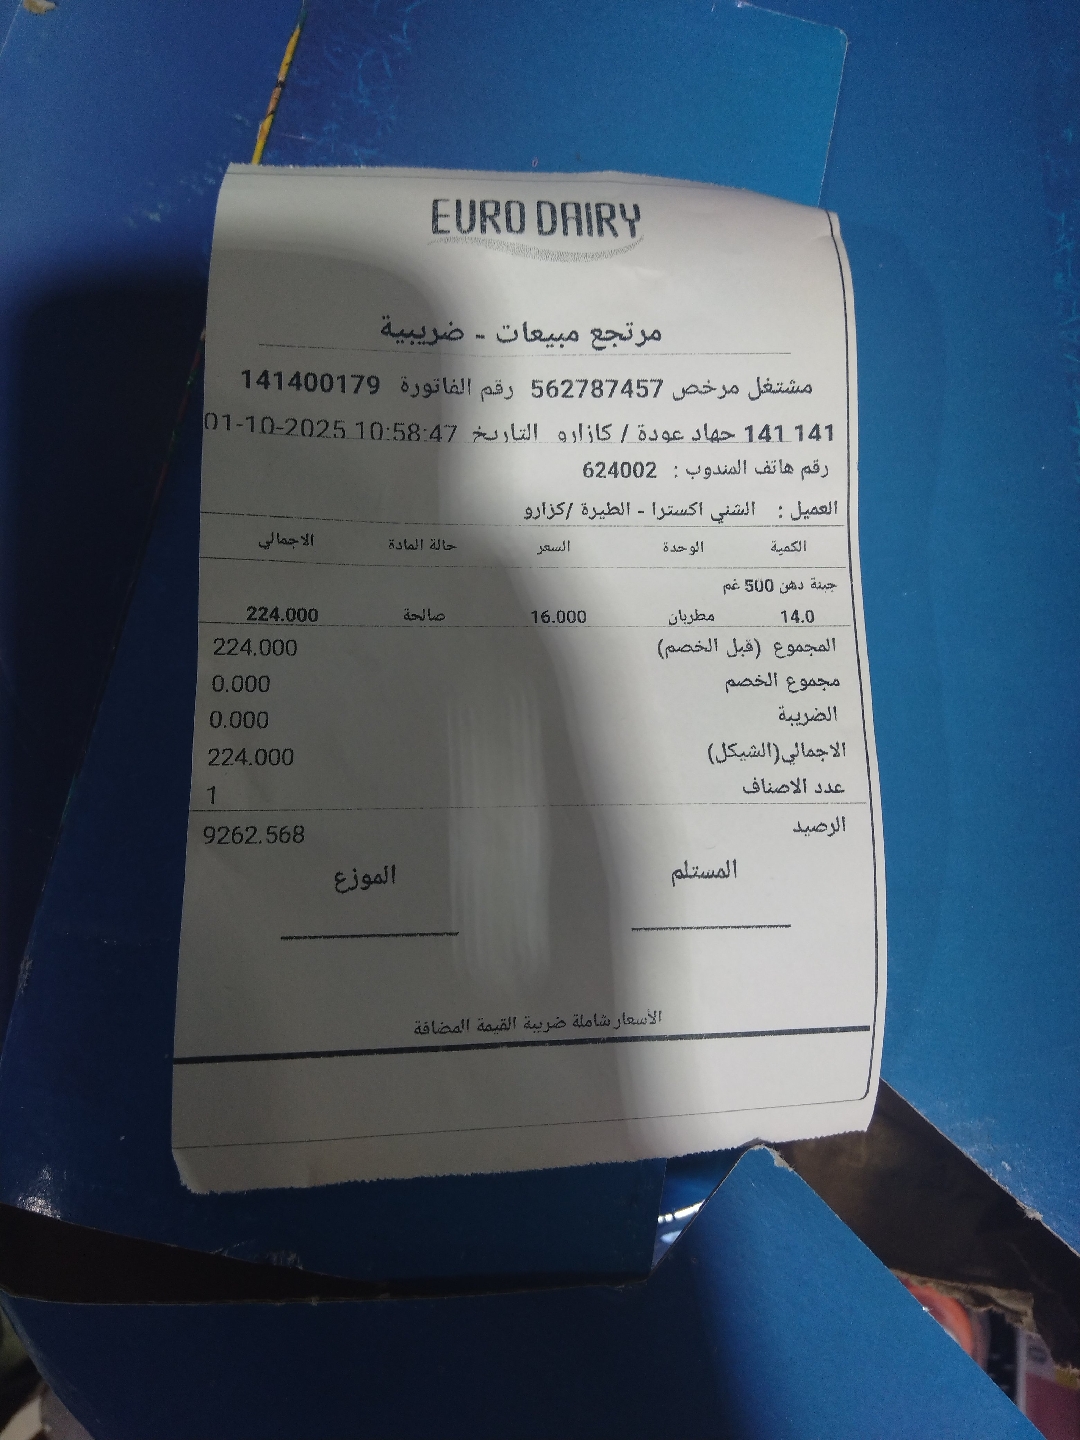 EURO DAIRY
مرتجع مبيعات - ضريبية
مشتغل مرخص 562787457 رقم الفاتورة 141400179
141 141 جهاد عودة / كازارو التاريخ 01-10-2025 10:58:47
رقم هاتف المندوب : 624002
العميل : الشني اكسترا - الطيرة /كزارو
الكمية الوحدة السعر حالة المادة الاجمالي
جبنة دهن 500 غم
14.0 مطربان 16.000 صالحة 224.000
المجموع (قبل الخصم) 224.000
مجموع الخصم 0.000
الضريبة 0.000
الاجمالي(الشيكل) 224.000
عدد الاصناف 1
الرصيد 9262.568
المستلم الموزع
الأسعار شاملة ضريبة القيمة المضافة